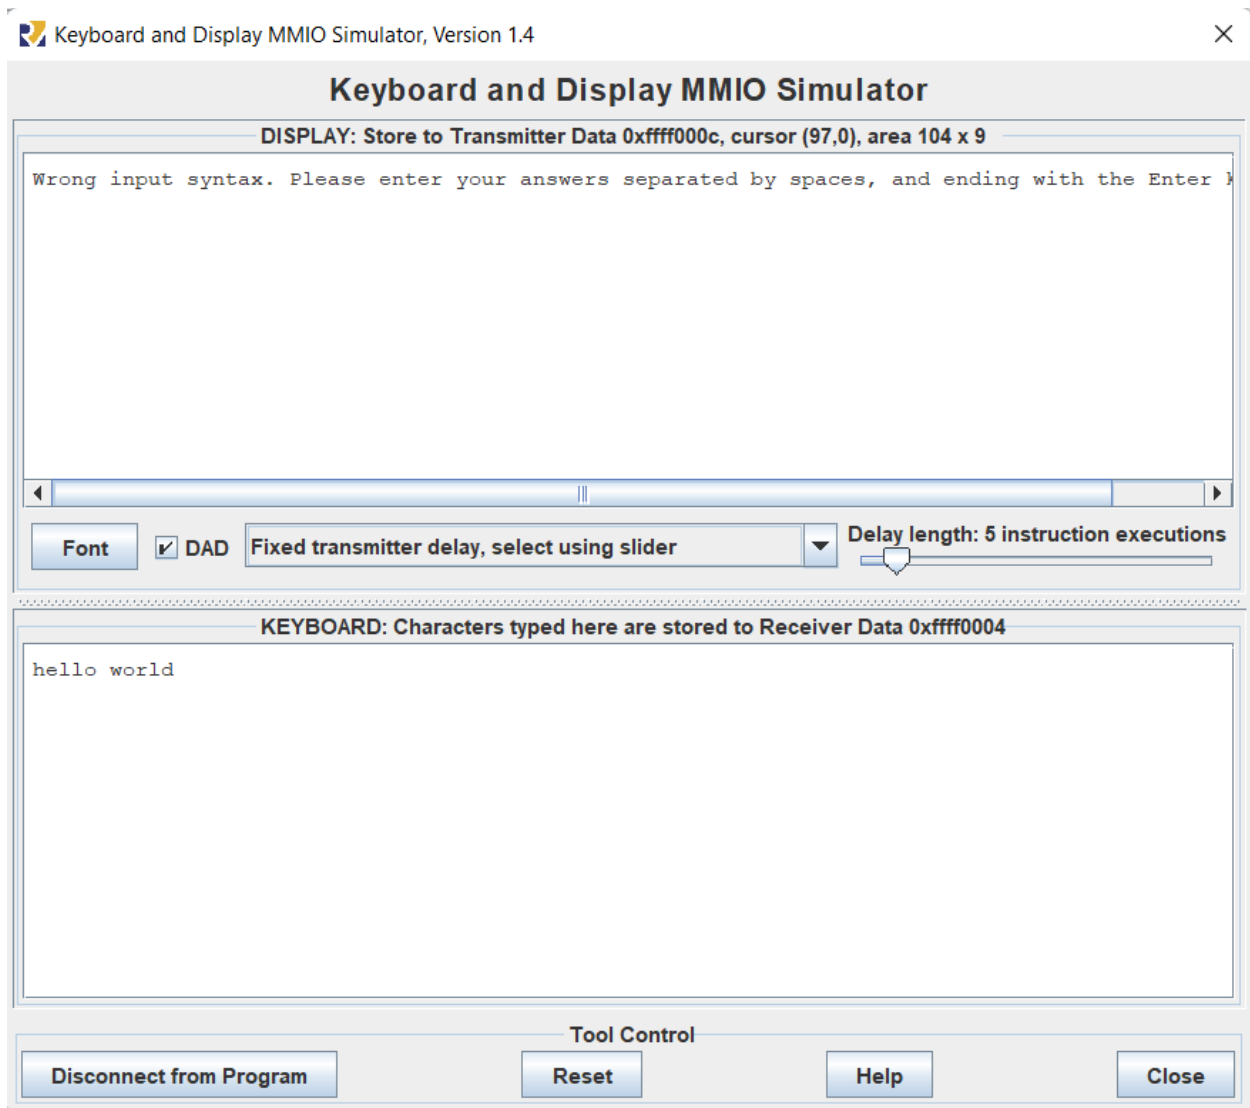 Keyboard and Display MMIO Simulator, Version 1.4
Keyboard and Display MMIO Simulator
DISPLAY: Store to Transmitter Data 0xffff000c, cursor (97,0), area 104 x 9
Wrong input syntax. Please enter your answers separated by spaces, and ending with the Enter
Font
DAD
Fixed transmitter delay, select using slider
Delay length: 5 instruction executions
KEYBOARD: Characters typed here are stored to Receiver Data 0xffff0004
hello world
Tool Control
Disconnect from Program
Reset
Help
Close